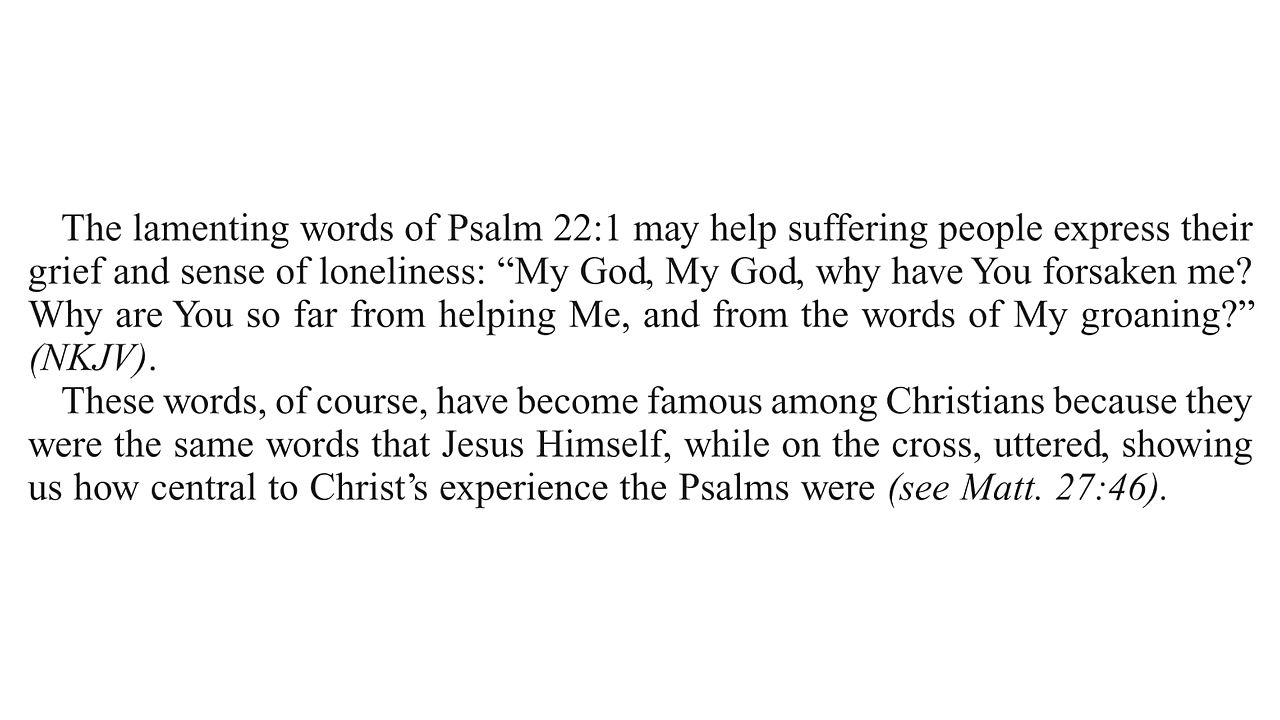 The lamenting words of Psalm 22:1 may help suffering people express their
grief and sense of loneliness: “My God, My God, why have You forsaken me?
Why are You so far from helping Me, and from the words of My groaning?”
(NKJV).
These words, of course, have become famous among Christians because they
were the same words that Jesus Himself, while on the cross, uttered, showing
us how central to Christ’s experience the Psalms were (see Matt. 27:46).